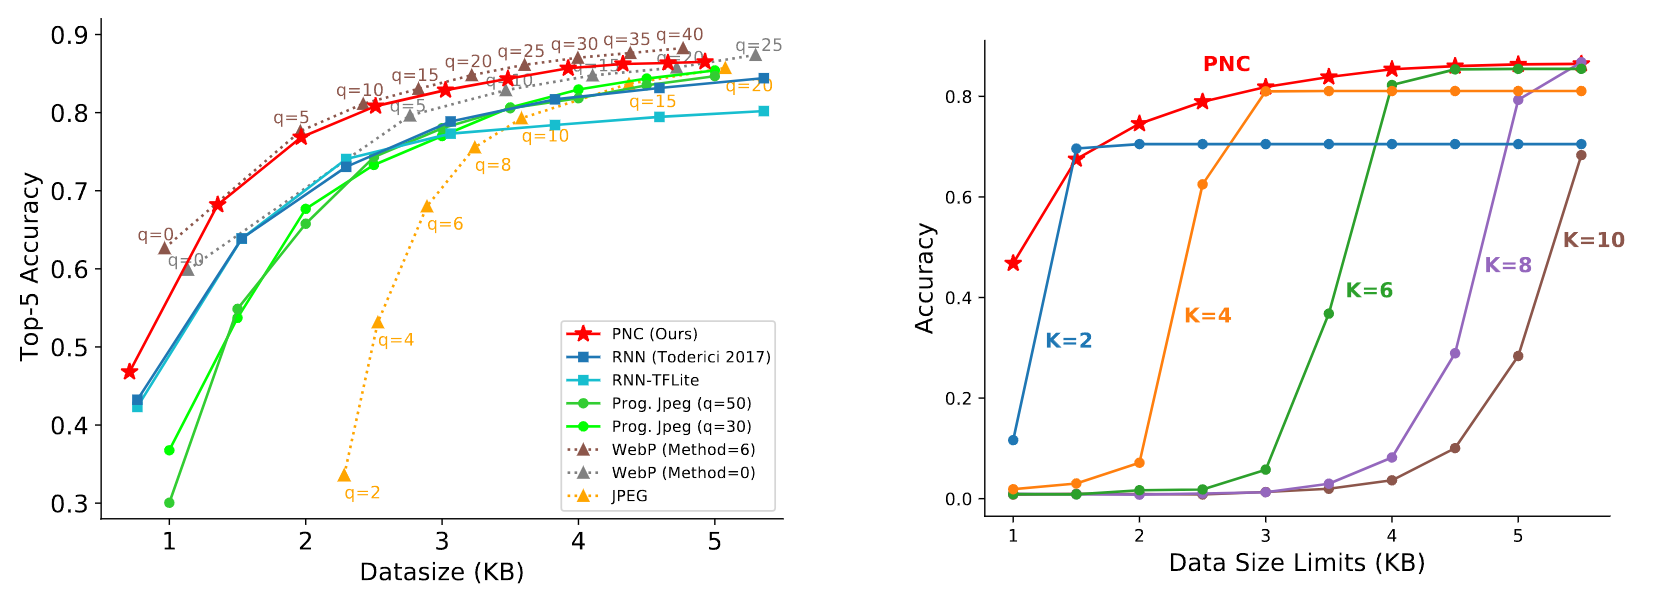 0.9
0.8
0.7
0.6
0.5
0.4
0.3
Top-5 Accuracy
1
2
3
4
5
Datasize (KB)
q=0
q=5
q=10
q=15
q=20
q=25
q=30
q=35
q=40
q=0
q=5
q=10
q=15
q=20
q=25
q=2
q=4
q=6
q=8
q=10
q=15
q=20
PNC (Ours)
RNN (Toderici 2017)
RNN-TFLite
Prog. Jpeg (q=50)
Prog. Jpeg (q=30)
WebP (Method=6)
WebP (Method=0)
JPEG
0.8
0.6
0.4
0.2
0.0
Accuracy
1
2
3
4
5
Data Size Limits (KB)
PNC
K=2
K=4
K=6
K=8
K=10